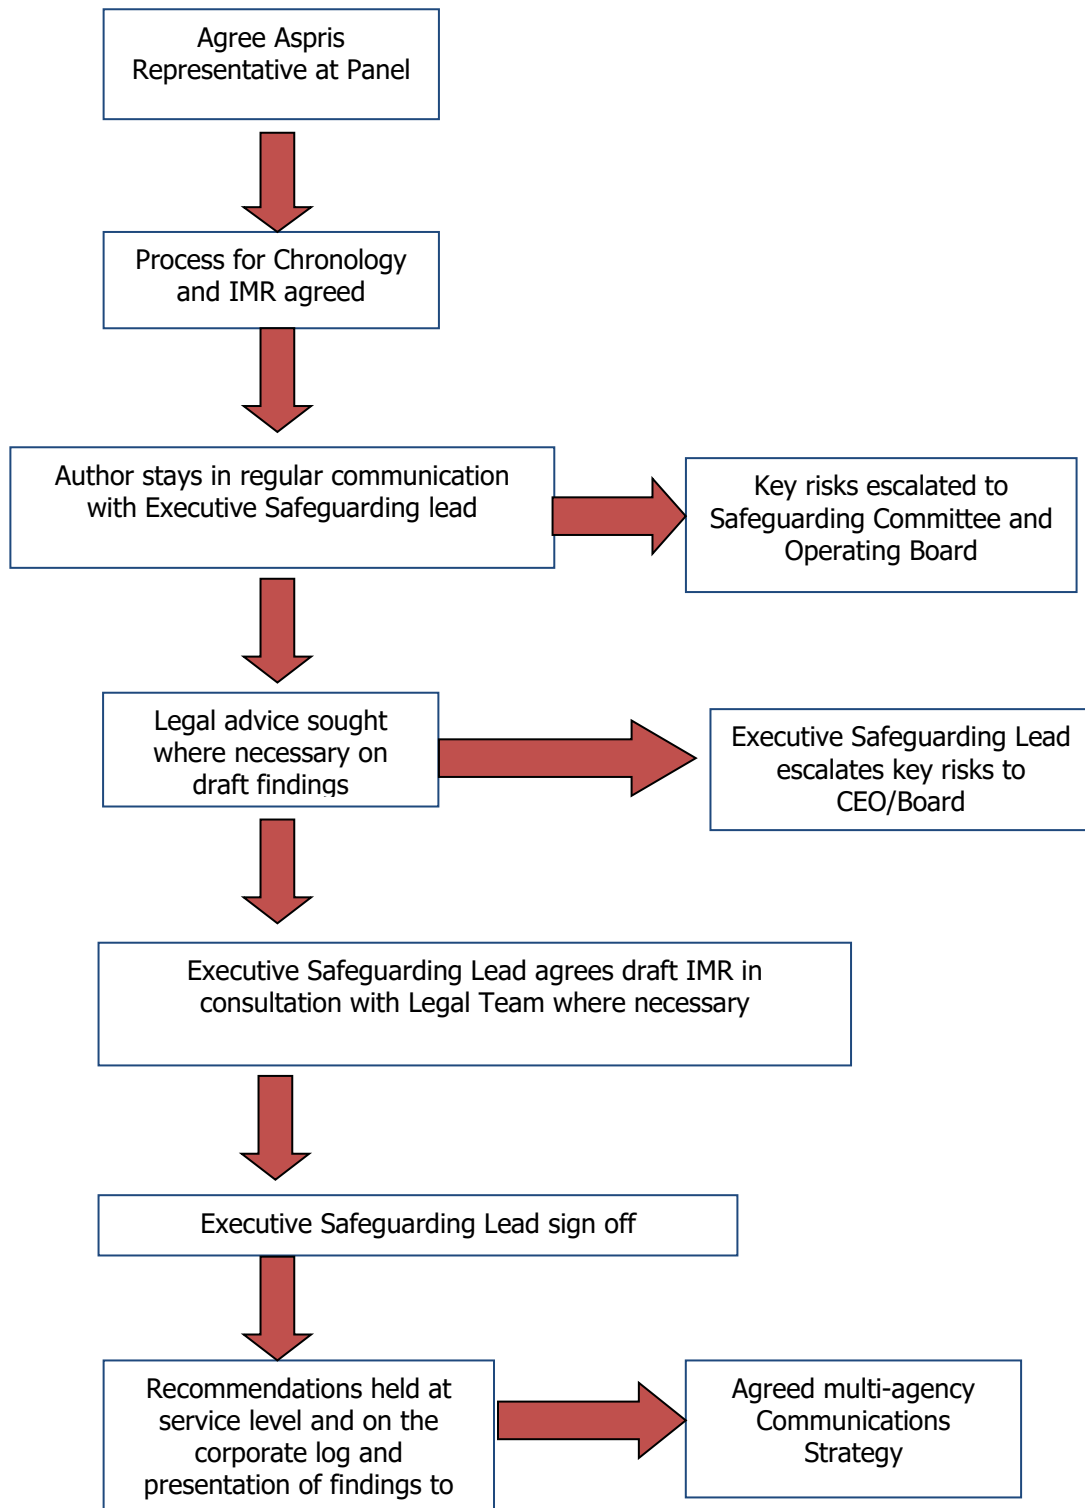 Agree Aspris
Representative at Panel
Process for Chronology
and IMR agreed
Author stays in regular communication
with Executive Safeguarding lead
Key risks escalated to
Safeguarding Committee and
Operating Board
Legal advice sought
where necessary on
draft findings
Executive Safeguarding Lead
escalates key risks to
CEO/Board
Executive Safeguarding Lead agrees draft IMR in
consultation with Legal Team where necessary
Executive Safeguarding Lead sign off
Recommendations held at
service level and on the
corporate log and
presentation of findings to
Agreed multi-agency
Communications
Strategy